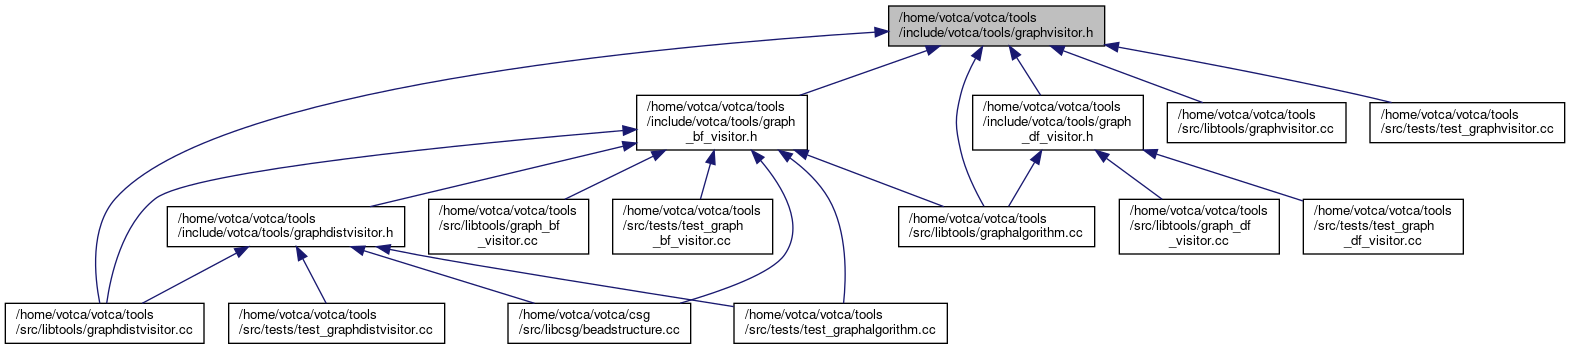 /home/votca/votca/tools
/include/votca/tools/graphvisitor.h
/home/votca/votca/tools
/include/votca/tools/graph
_bf_visitor.h
/home/votca/votca/tools
/include/votca/tools/graph
_df_visitor.h
/home/votca/votca/tools
/src/libtools/graphvisitor.cc
/home/votca/votca/tools
/src/tests/test_graphvisitor.cc
/home/votca/votca/tools
/include/votca/tools/graphdistvisitor.h
/home/votca/votca/tools
/src/libtools/graph_bf
_visitor.cc
/home/votca/votca/tools
/src/tests/test_graph
_bf_visitor.cc
/home/votca/votca/tools
/src/libtools/graphalgorithm.cc
/home/votca/votca/tools
/src/libtools/graph_df
_visitor.cc
/home/votca/votca/tools
/src/tests/test_graph
_df_visitor.cc
/home/votca/votca/tools
/src/libtools/graphdistvisitor.cc
/home/votca/votca/tools
/src/tests/test_graphdistvisitor.cc
/home/votca/votca/csg
/src/libcsg/beadstructure.cc
/home/votca/votca/tools
/src/tests/test_graphalgorithm.cc